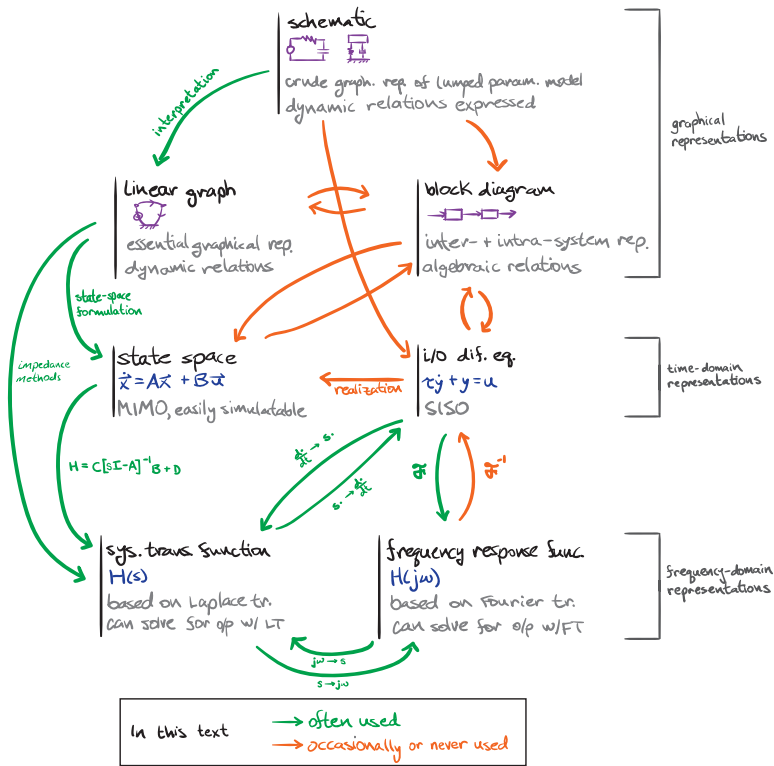 schematic
crude graph. rep. of lumped param. model
dynamic relations expressed
graphical
representations
interpretation
linear graph
essential graphical rep.
dynamic relations
block diagram
inter- + intra-system rep.
algebraic relations
state-space
formulation
impedance
methods
state space
ẋ⃗ = Ax⃗ + Bu⃗
MIMO, easily simulatable
realization
i/o dif. eq.
τẏ + y = u
SISO
time-domain
representations
H = C[sI-A]⁻¹B + D
d·/dt → s·
s· → d·/dt
F
F⁻¹
sys. trans. function
H(s)
based on Laplace tr.
can solve for o/p w/ LT
frequency response func.
H(jω)
based on Fourier tr.
can solve for o/p w/FT
frequency-domain
representations
jω → s
s → jω
In this text
→ often used
→ occasionally or never used